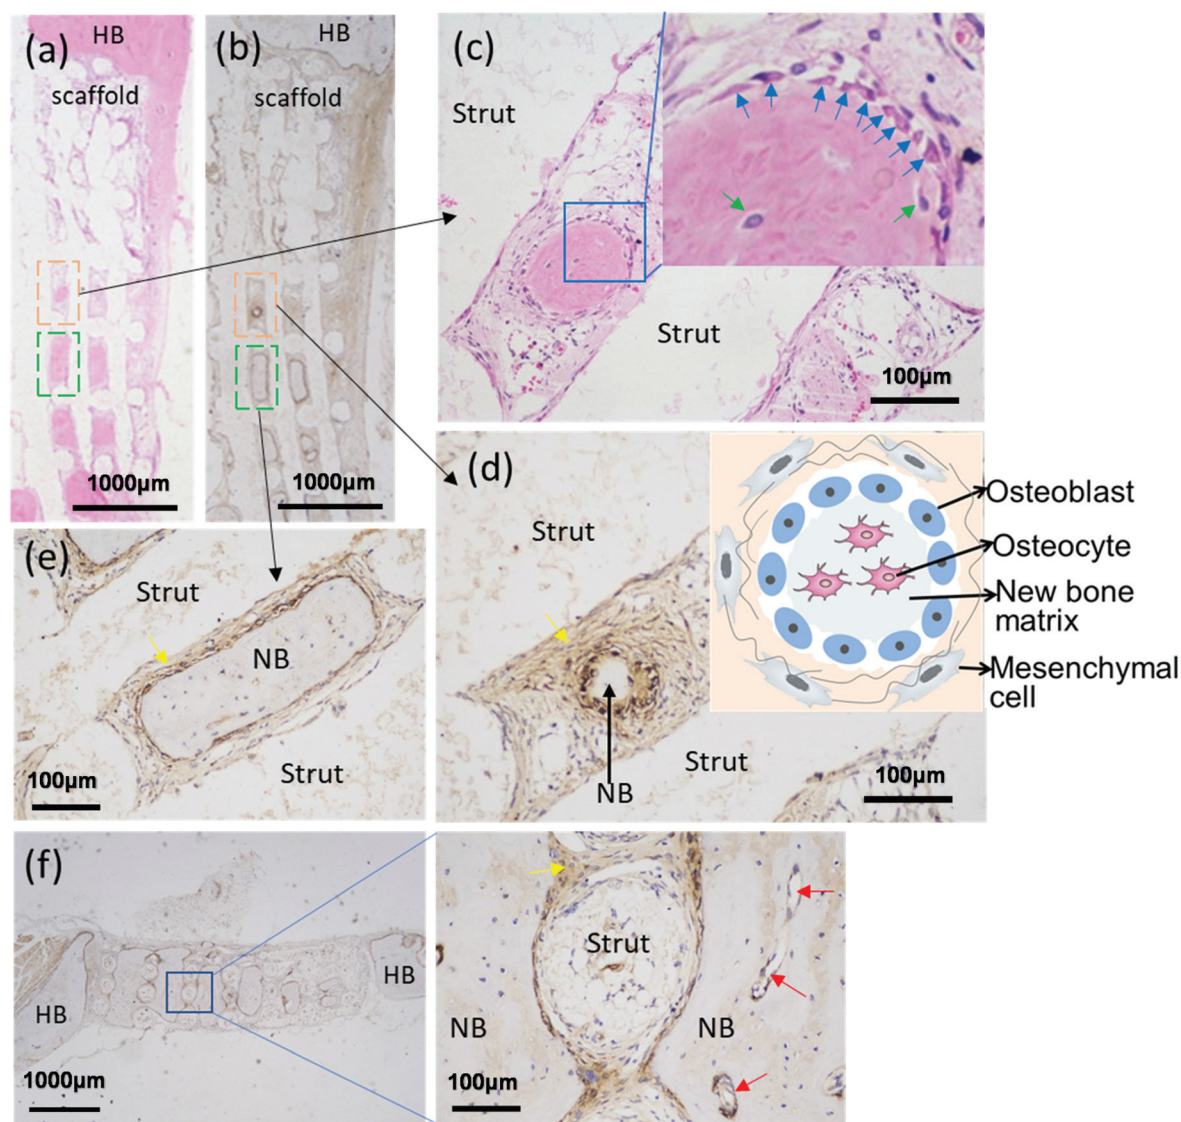 (a)
HB
scaffold
1000μm
(b)
HB
scaffold
1000μm
(c)
Strut
Strut
100μm
(d)
Strut
NB
Strut
100μm
Osteoblast
Osteocyte
New bone
matrix
Mesenchymal
cell
(e)
Strut
NB
Strut
100μm
(f)
HB
HB
1000μm
Strut
NB
NB
100μm